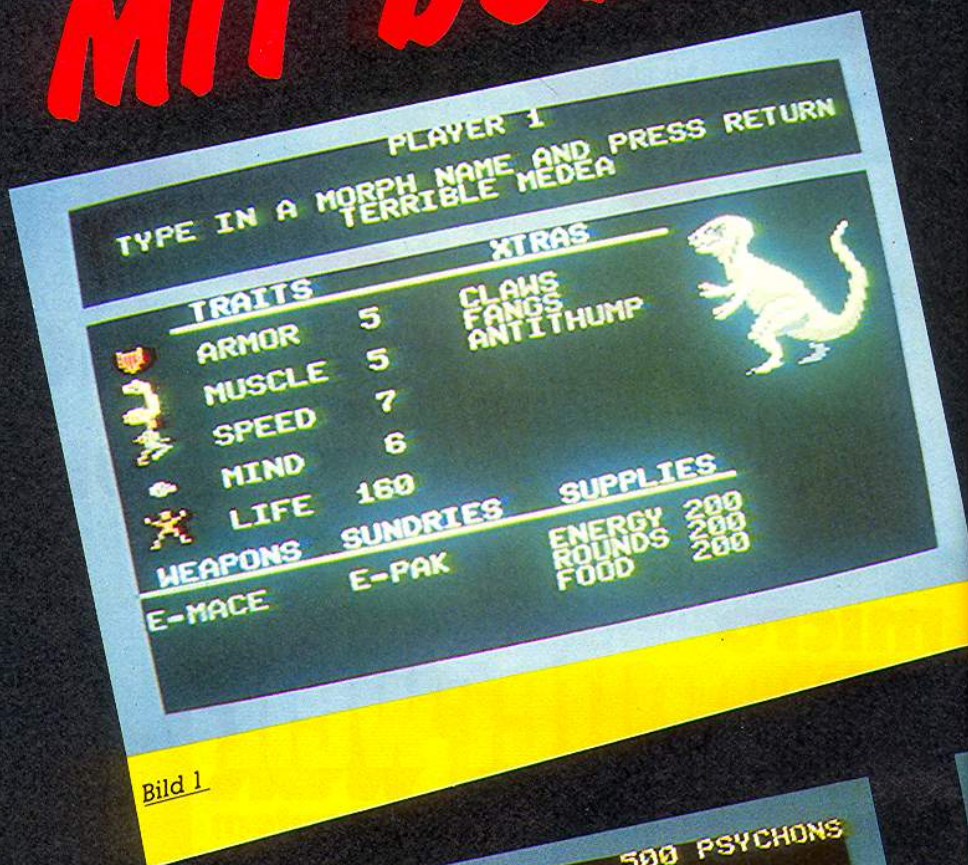 MIT
PLAYER 1
TYPE IN A MORPH NAME AND PRESS RETURN
TERRIBLE MEDEA
TRAITS XTRAS
ARMOR 5 CLAWS
MUSCLE 5 FANGS
SPEED 7 ANTITHUMP
MIND 6
LIFE 160
WEAPONS SUNDRIES SUPPLIES
E-MACE E-PAK ENERGY 200
ROUNDS 200
FOOD 200
Bild 1
500 PSYCHONS